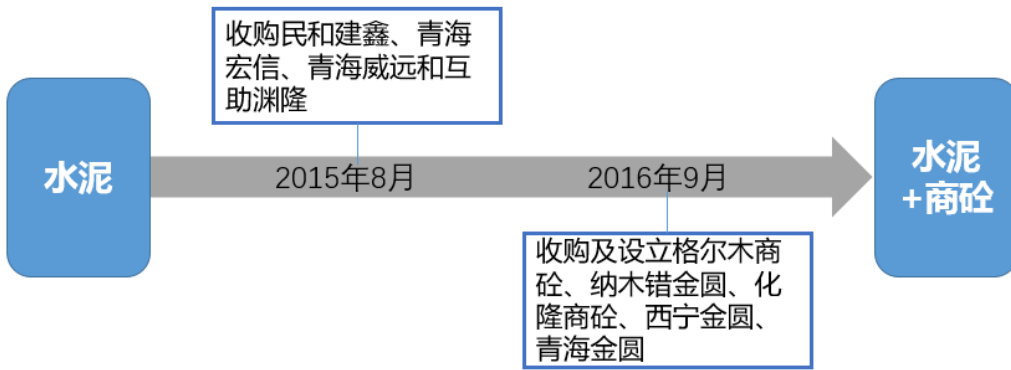 收购民和建鑫、青海
宏信、青海威远和互
助渊隆
水泥
2015年8月
2016年9月
水泥
+商砼
收购及设立格尔木商
砼、纳木错金圆、化
隆商砼、西宁金圆、
青海金圆